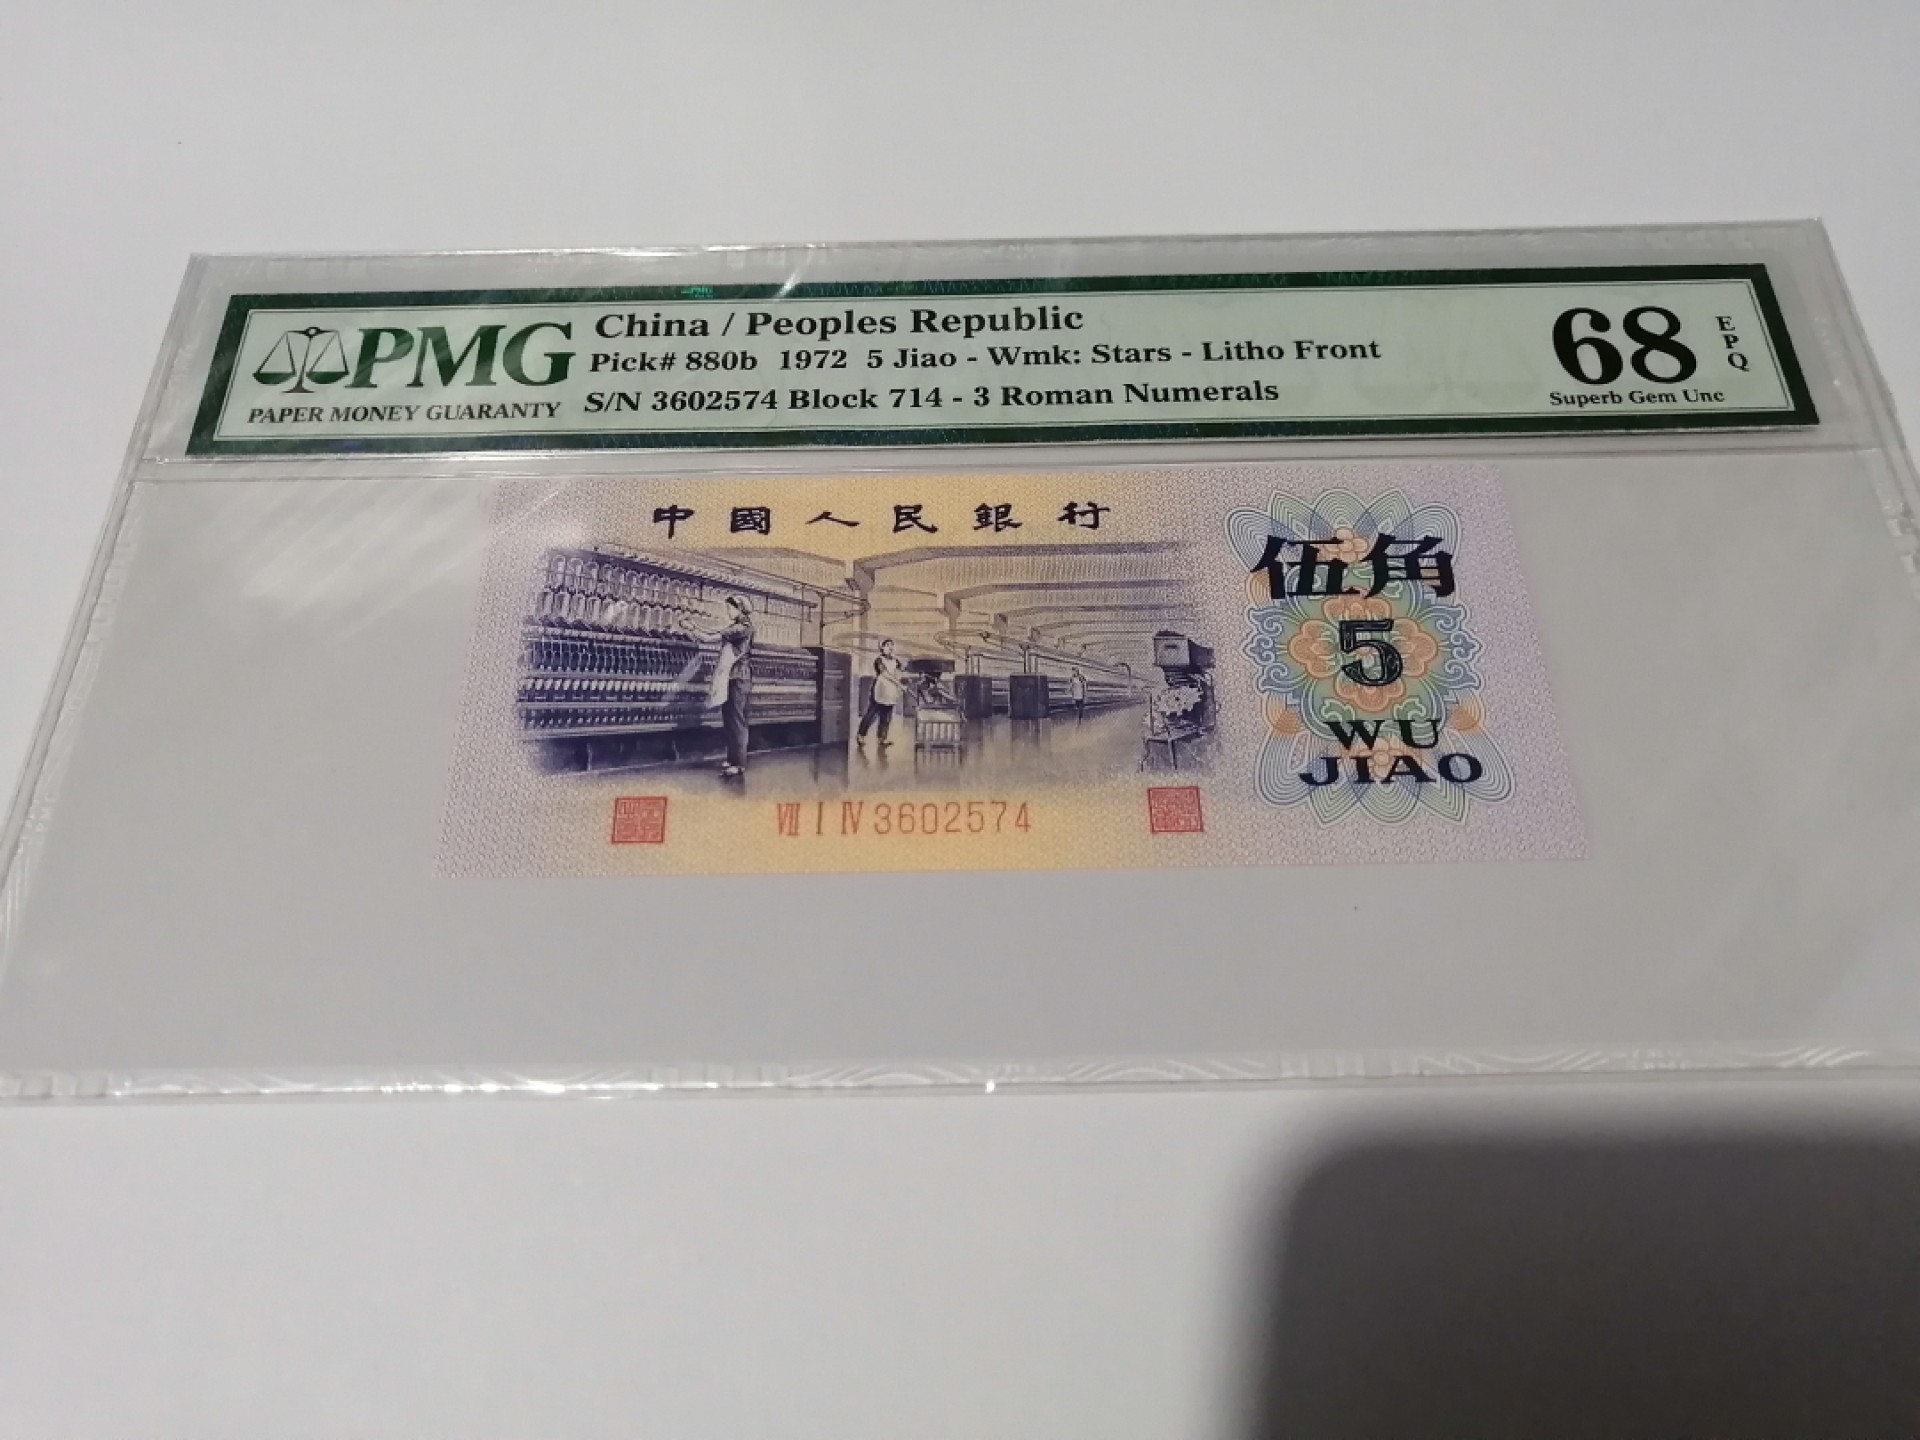 PMG
PAPER MONEY GUARANTY
China / Peoples Republic
Pick# 880b 1972 5 Jiao - Wmk: Stars - Litho Front
S/N 3602574 Block 714 - 3 Roman Numerals
68
EPQ
Superb Gem Unc
中國人民銀行
伍角
5
WU
JIAO
VII I IV 3602574